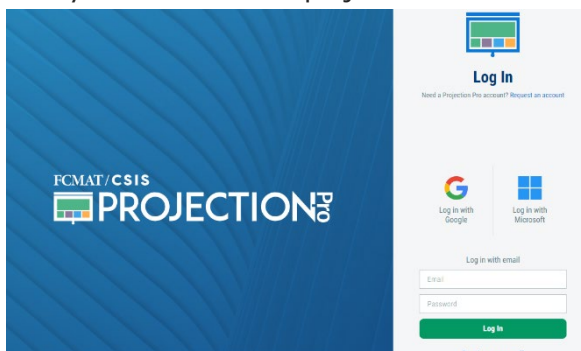 FCMAT/CSIS
PROJECTION Pro
Log In
Need a Projection Pro account? Request an account
Log in with
Google
Log in with
Microsoft
Log in with email
Email
Password
Log In